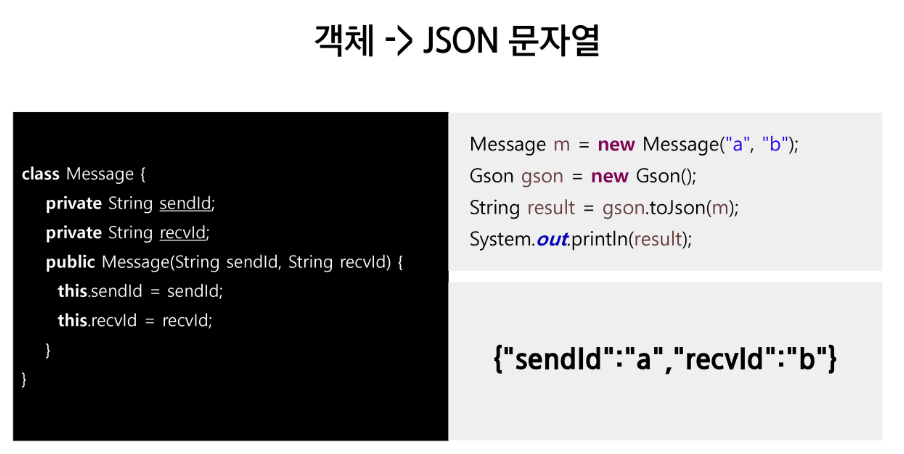 객체 -> JSON 문자열
class Message {
private String sendId;
private String recvId;
public Message(String sendId, String recvId) {
this.sendId = sendId;
this.recvId = recvId;
}
}
Message m = new Message("a", "b");
Gson gson = new Gson();
String result = gson.toJson(m);
System.out.println(result);
{"sendId":"a","recvId":"b"}